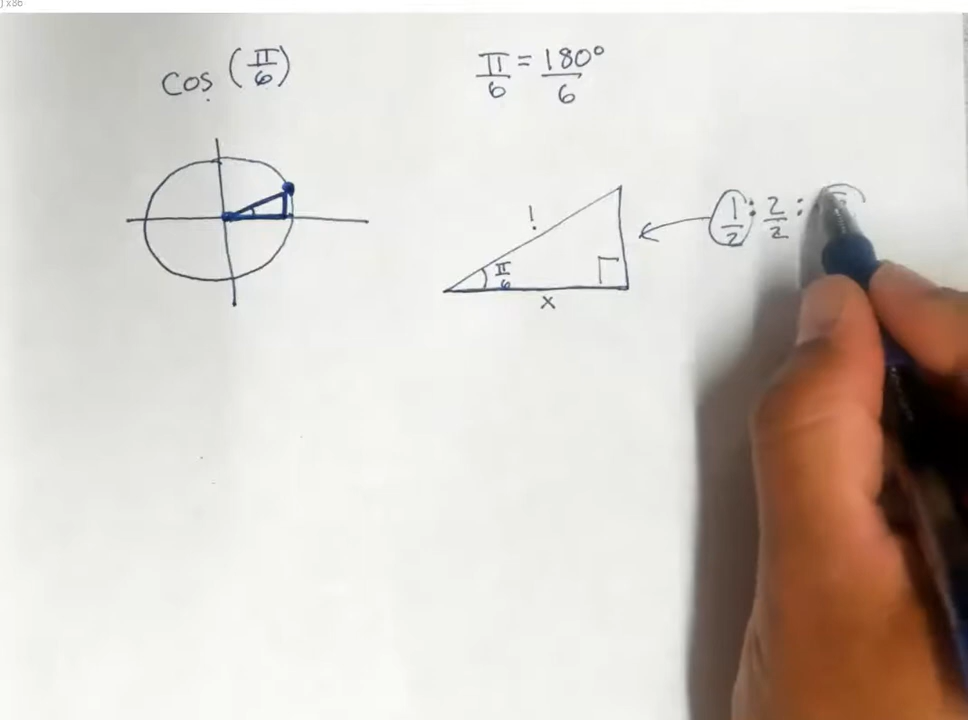 cos (π/6)
π/6 = 180°/6
1
π/6
x
1/2 : 2/2 :